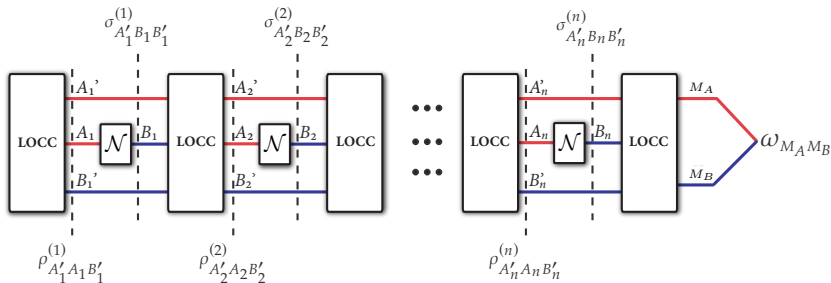 σ^{(1)}_{A'_1 B_1 B'_1} σ^{(2)}_{A'_2 B_2 B'_2} σ^{(n)}_{A'_n B_n B'_n}
A_1' A_2' A'_n M_A
LOCC A_1 𝒩 B_1 LOCC A_2 𝒩 B_2 LOCC ••• LOCC A_n 𝒩 B_n LOCC ω_{M_A M_B}
B_1' B_2' B'_n M_B
ρ^{(1)}_{A'_1 A_1 B'_1} ρ^{(2)}_{A'_2 A_2 B'_2} ρ^{(n)}_{A'_n A_n B'_n}